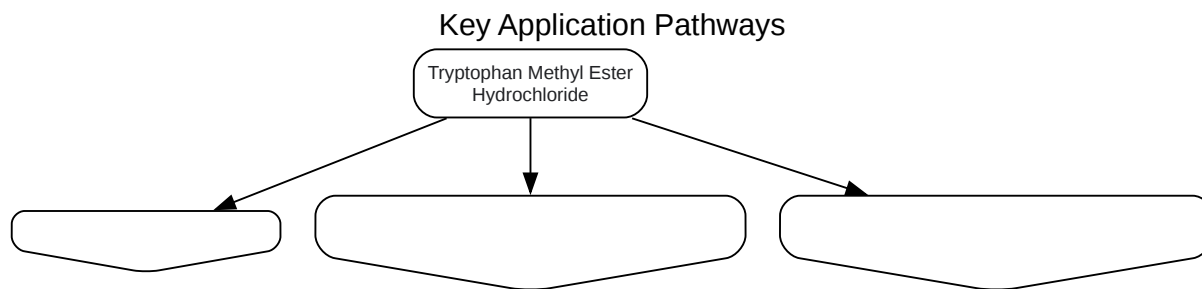 Key Application Pathways
Tryptophan Methyl Ester
Hydrochloride